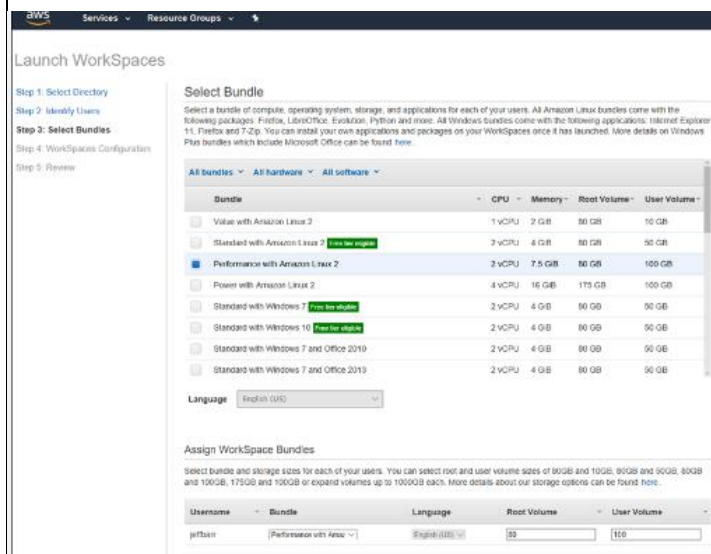 aws Services Resource Groups
Launch WorkSpaces
Step 1: Select Directory
Step 2: Identify Users
Step 3: Select Bundles
Step 4: WorkSpaces Configuration
Step 5: Review
Select Bundle
Select a bundle of compute, operating system, storage, and applications for each of your users. All Amazon Linux bundles come with the
following packages: Firefox, LibreOffice, Evolution, Python and more. All Windows bundles come with the following applications: Internet Explorer
11, Firefox and 7-Zip. You can install your own applications and packages on your WorkSpaces once it has launched. More details on Windows
Plus bundles which include Microsoft Office can be found here.
All bundles All hardware All software
Bundle CPU Memory Root Volume User Volume
Value with Amazon Linux 2 1 vCPU 2 GiB 80 GB 10 GB
Standard with Amazon Linux 2 Free tier eligible 2 vCPU 4 GiB 80 GB 50 GB
Performance with Amazon Linux 2 2 vCPU 7.5 GiB 80 GB 100 GB
Power with Amazon Linux 2 4 vCPU 16 GiB 175 GB 100 GB
Standard with Windows 7 Free tier eligible 2 vCPU 4 GiB 80 GB 50 GB
Standard with Windows 10 Free tier eligible 2 vCPU 4 GiB 80 GB 50 GB
Standard with Windows 7 and Office 2010 2 vCPU 4 GiB 80 GB 50 GB
Standard with Windows 7 and Office 2013 2 vCPU 4 GiB 80 GB 50 GB
Language English (US)
Assign WorkSpace Bundles
Select bundle and storage sizes for each of your users. You can select root and user volume sizes of 80GB and 10GB, 80GB and 50GB, 80GB
and 100GB, 175GB and 100GB or expand volumes up to 1000GB each. More details about our storage options can be found here.
Username Bundle Language Root Volume User Volume
jeffbarr Performance with Amaz English (US) 80 100